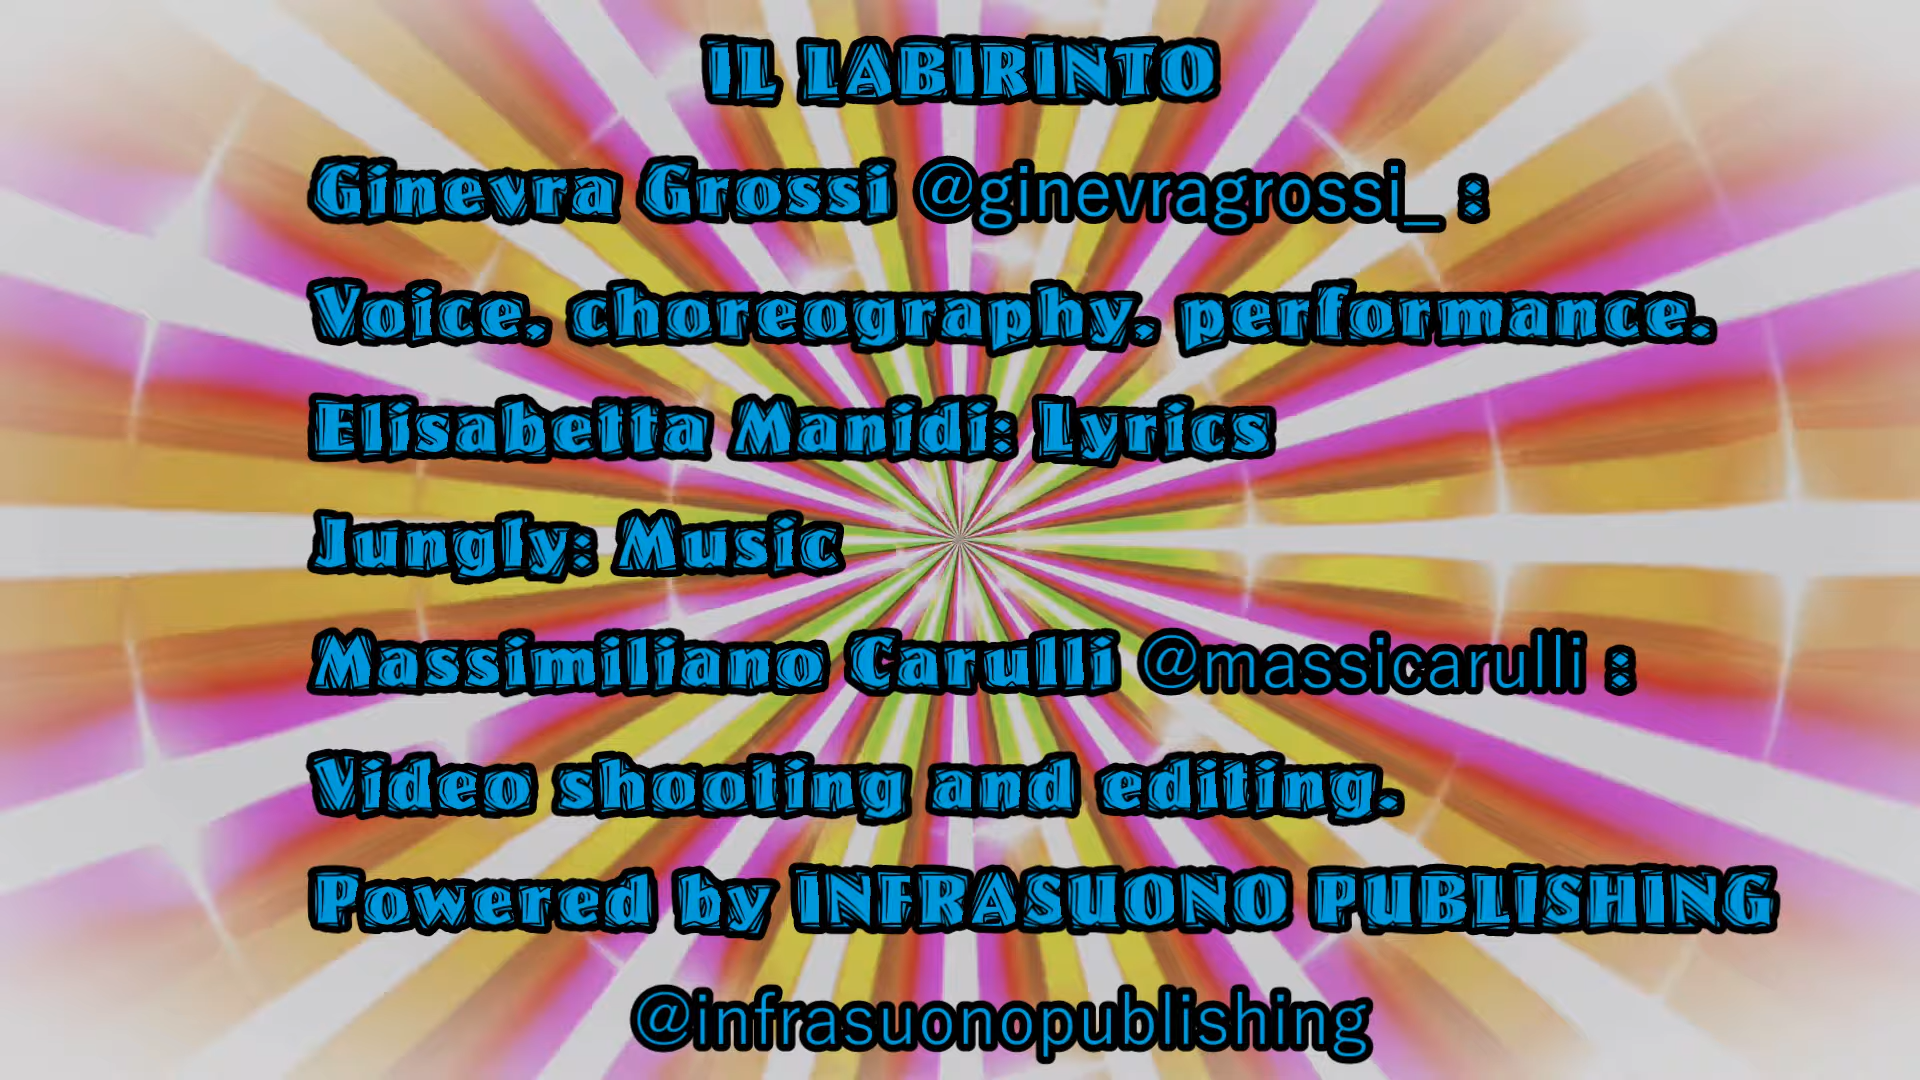 IL LABIRINTO
Ginevra Grossi @ginevragrossi_ :
Voice, choreography, performance.
Elisabetta Manidi: Lyrics
Jungly: Music
Massimiliano Carulli @massicarulli :
Video shooting and editing.
Powered by INFRASUONO PUBLISHING
@infrasuonopublishing